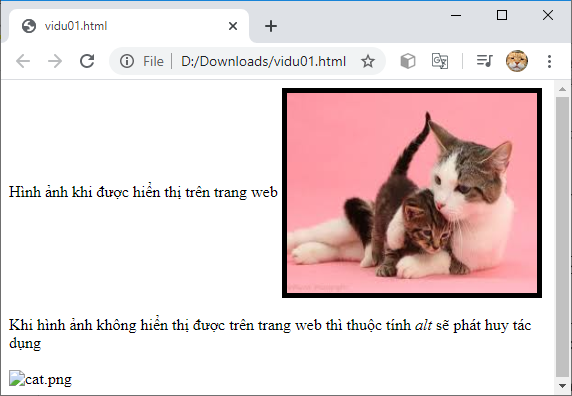 vidu01.html
File | D:/Downloads/vidu01.html
Hình ảnh khi được hiển thị trên trang web
Khi hình ảnh không hiển thị được trên trang web thì thuộc tính alt sẽ phát huy tác
dụng
cat.png